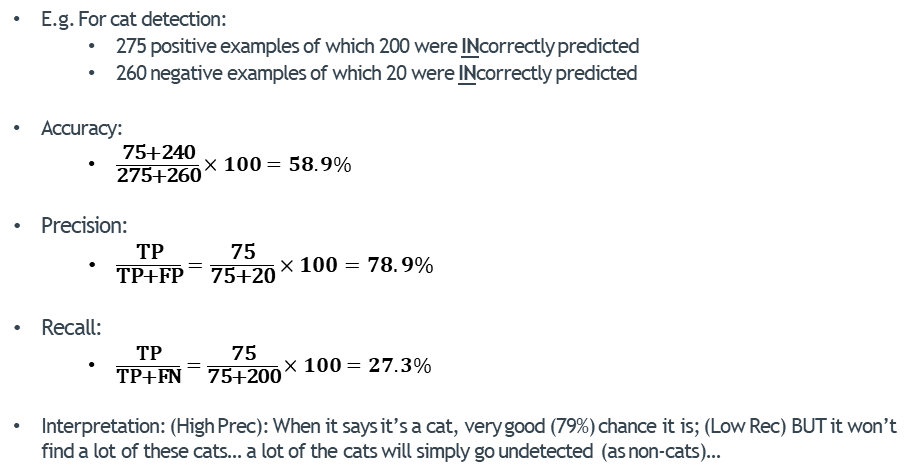 • E.g. For cat detection:
• 275 positive examples of which 200 were INcorrectly predicted
• 260 negative examples of which 20 were INcorrectly predicted
• Accuracy:
• 75+240 / 275+260 × 100 = 58.9%
• Precision:
• TP / TP+FP = 75 / 75+20 × 100 = 78.9%
• Recall:
• TP / TP+FN = 75 / 75+200 × 100 = 27.3%
• Interpretation: (High Prec): When it says it's a cat, very good (79%) chance it is; (Low Rec) BUT it won't
find a lot of these cats... a lot of the cats will simply go undetected (as non-cats)...